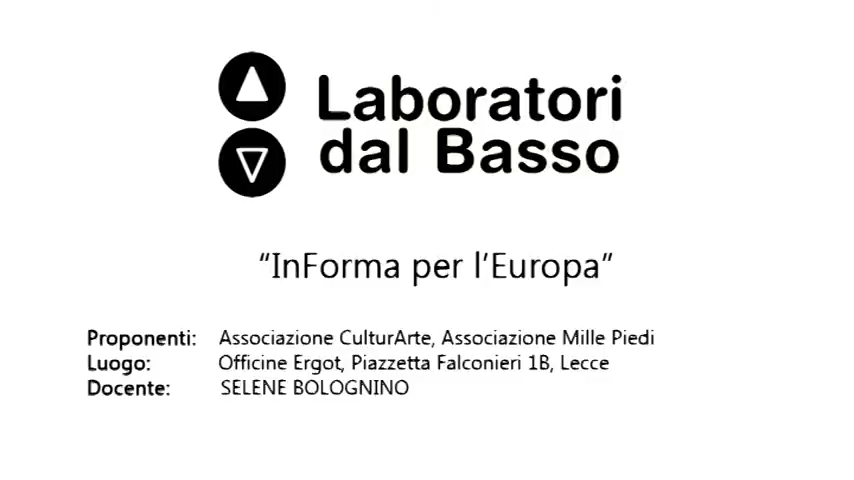 Laboratori
dal Basso
“InForma per l’Europa”
Proponenti: Associazione CulturArte, Associazione Mille Piedi
Luogo: Officine Ergot, Piazzetta Falconieri 1B, Lecce
Docente: SELENE BOLOGNINO